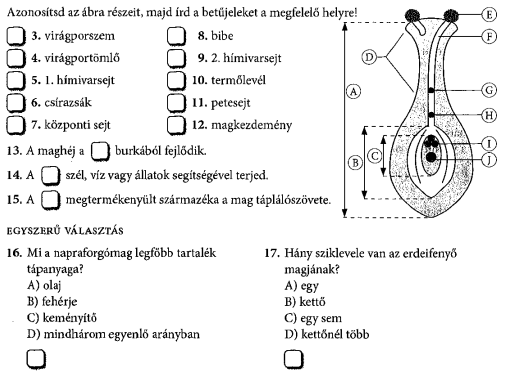 Azonosítsd az ábra részeit, majd írd a betűjeleket a megfelelő helyre!
3. virágporszem
4. virágportömlő
5. 1. hímivarsejt
6. csírazsák
7. központi sejt
8. bibe
9. 2. hímivarsejt
10. termőlevél
11. petesejt
12. magkezdemény
13. A maghéj a burkából fejlődik.
14. A szél, víz vagy állatok segítségével terjed.
15. A megtermékenyült származéka a mag táplálószövete.
E
F
D
A
G
H
B
C
I
J
EGYSZERŰ VÁLASZTÁS
16. Mi a napraforgómag legfőbb tartalék
tápanyaga?
A) olaj
B) fehérje
C) keményítő
D) mindhárom egyenlő arányban
17. Hány sziklevele van az erdeifenyő
magjának?
A) egy
B) kettő
C) egy sem
D) kettőnél több